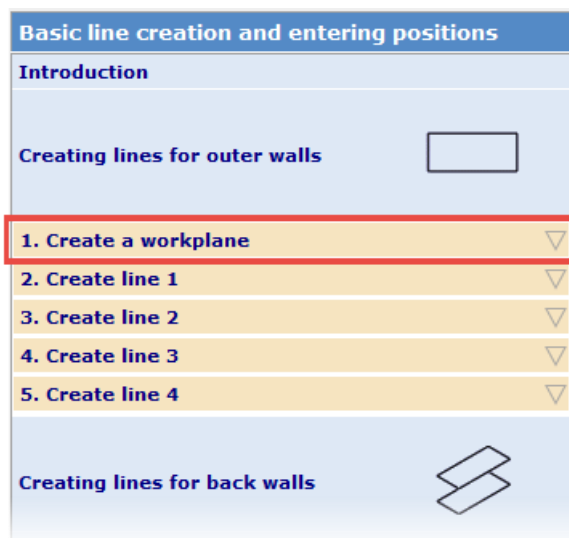 Basic line creation and entering positions
Introduction
Creating lines for outer walls
1. Create a workplane
2. Create line 1
3. Create line 2
4. Create line 3
5. Create line 4
Creating lines for back walls